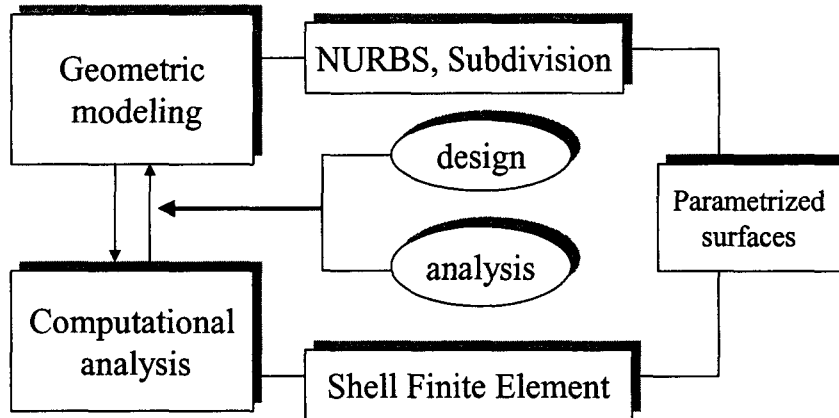 Geometric
modeling
NURBS, Subdivision
design
Parametrized
surfaces
analysis
Computational
analysis
Shell Finite Element